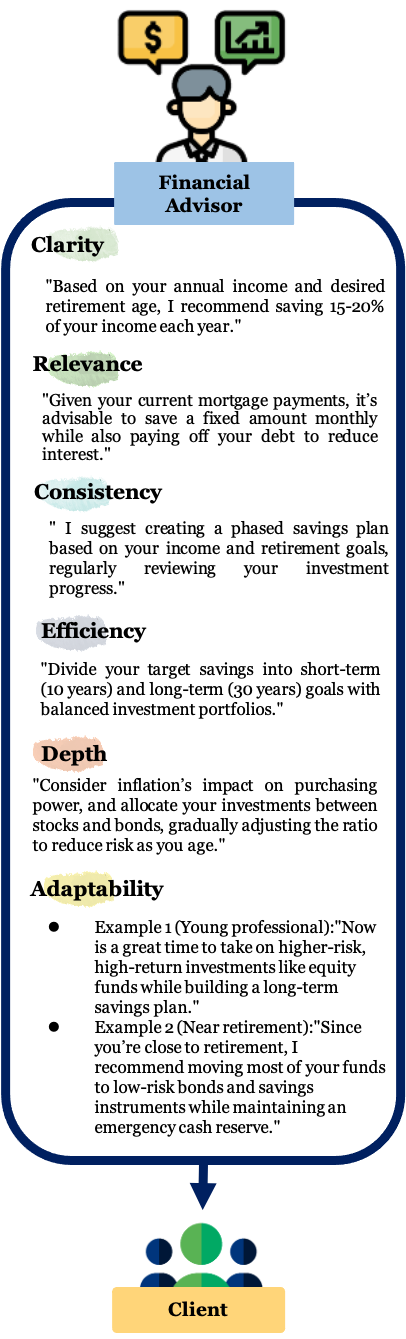 $
Financial
Advisor
Clarity
"Based on your annual income and desired
retirement age, I recommend saving 15-20%
of your income each year."
Relevance
"Given your current mortgage payments, it’s
advisable to save a fixed amount monthly
while also paying off your debt to reduce
interest."
Consistency
" I suggest creating a phased savings plan
based on your income and retirement goals,
regularly reviewing your investment
progress."
Efficiency
"Divide your target savings into short-term
(10 years) and long-term (30 years) goals with
balanced investment portfolios."
Depth
"Consider inflation’s impact on purchasing
power, and allocate your investments between
stocks and bonds, gradually adjusting the ratio
to reduce risk as you age."
Adaptability
● Example 1 (Young professional):"Now
is a great time to take on higher-risk,
high-return investments like equity
funds while building a long-term
savings plan."
● Example 2 (Near retirement):"Since
you’re close to retirement, I
recommend moving most of your funds
to low-risk bonds and savings
instruments while maintaining an
emergency cash reserve."
Client